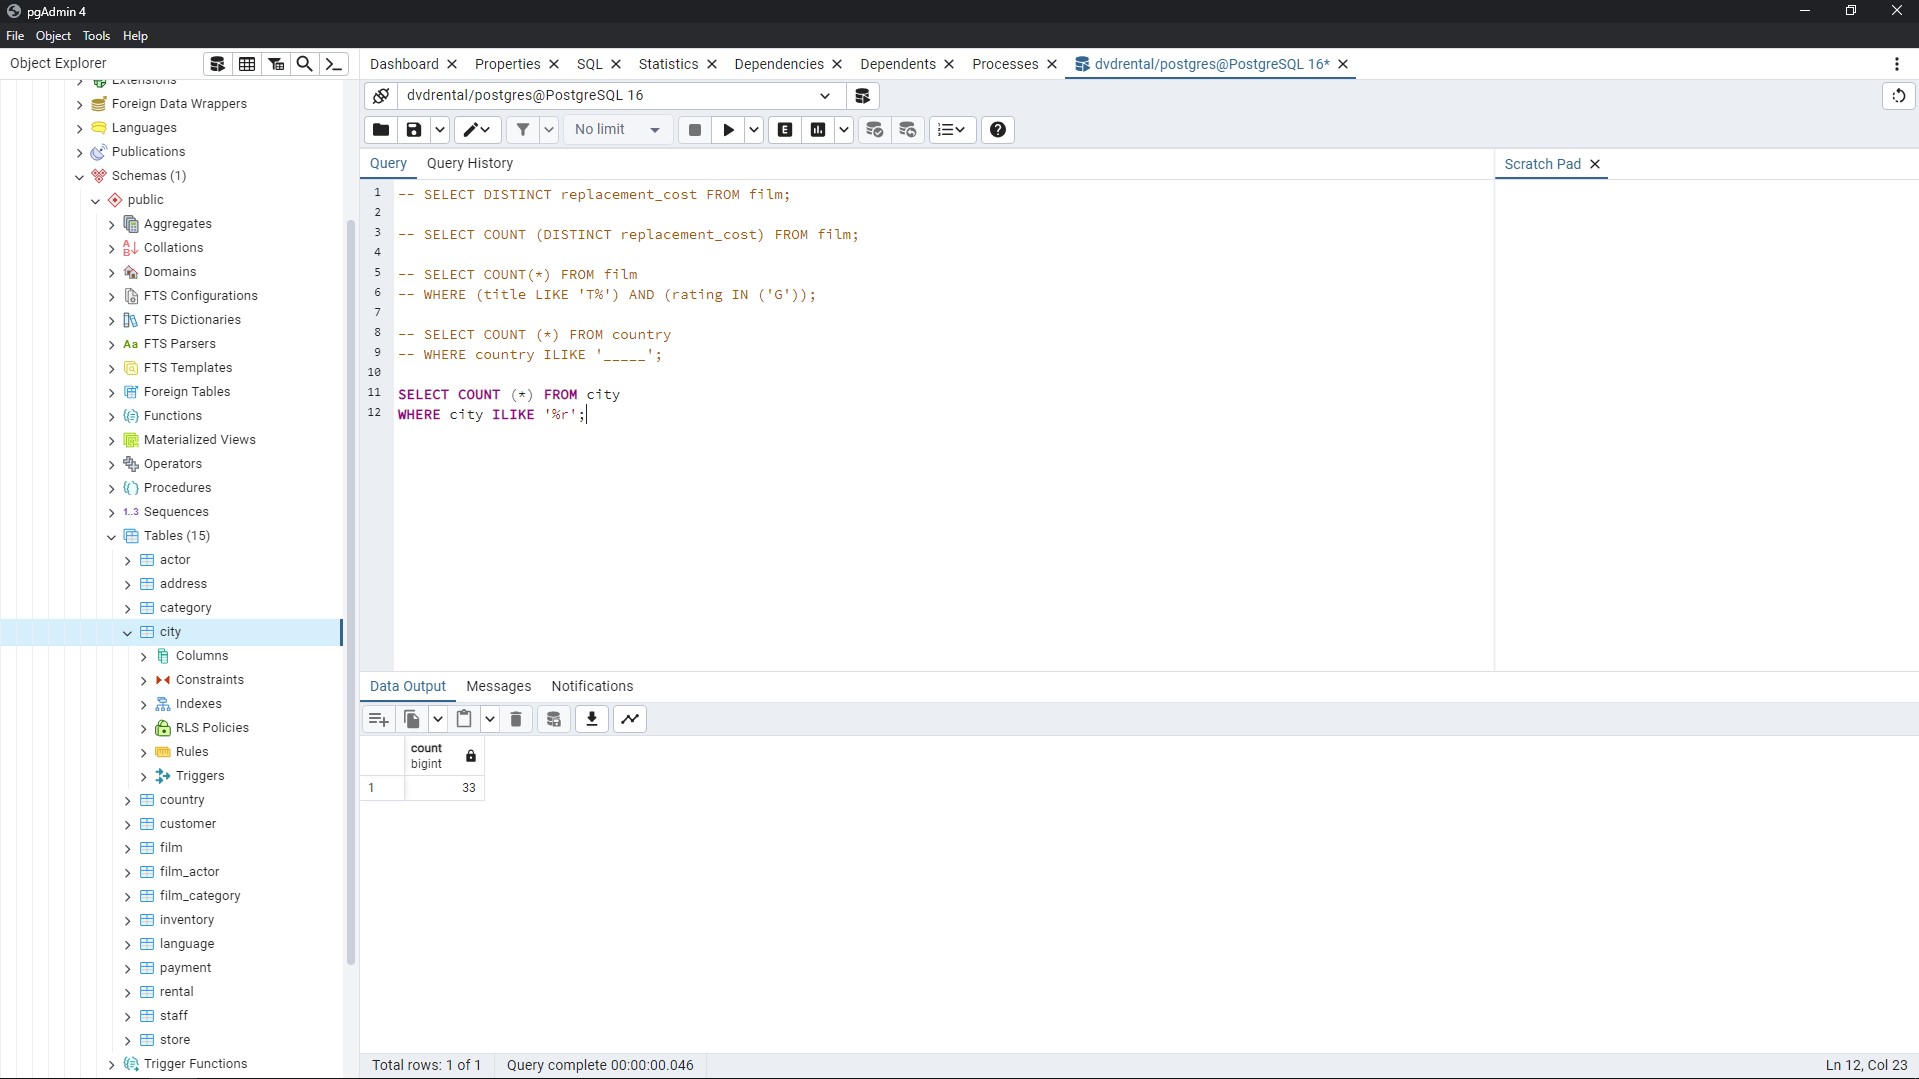 pgAdmin 4
File Object Tools Help
Object Explorer
Extensions
Foreign Data Wrappers
Languages
Publications
Schemas (1)
public
Aggregates
Collations
Domains
FTS Configurations
FTS Dictionaries
Aa FTS Parsers
FTS Templates
Foreign Tables
Functions
Materialized Views
Operators
Procedures
1..3 Sequences
Tables (15)
actor
address
category
city
Columns
Constraints
Indexes
RLS Policies
Rules
Triggers
country
customer
film
film_actor
film_category
inventory
language
payment
rental
staff
store
Trigger Functions
Dashboard Properties SQL Statistics Dependencies Dependents Processes dvdrental/postgres@PostgreSQL 16*
dvdrental/postgres@PostgreSQL 16
No limit E
Query Query History
1 -- SELECT DISTINCT replacement_cost FROM film;
2
3 -- SELECT COUNT (DISTINCT replacement_cost) FROM film;
4
5 -- SELECT COUNT(*) FROM film
6 -- WHERE (title LIKE 'T%') AND (rating IN ('G'));
7
8 -- SELECT COUNT (*) FROM country
9 -- WHERE country ILIKE '_____';
10
11 SELECT COUNT (*) FROM city
12 WHERE city ILIKE '%r';
Scratch Pad
Data Output Messages Notifications
count
bigint
1 33
Total rows: 1 of 1 Query complete 00:00:00.046 Ln 12, Col 23